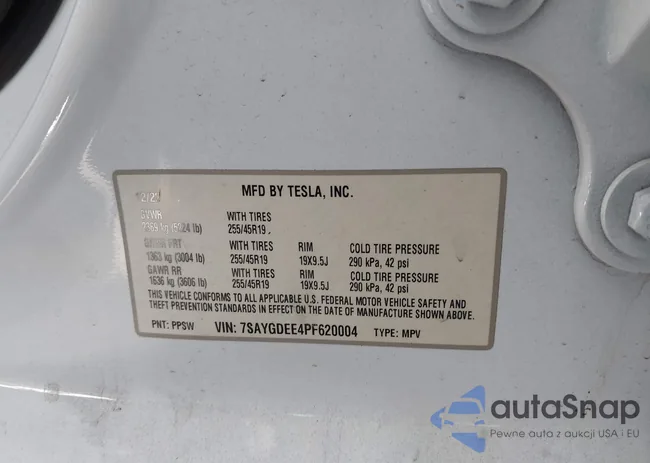 MFD BY TESLA, INC.
GVWR WITH TIRES
(5224 lb) 255/45R19
WITH TIRES RIM COLD TIRE PRESSURE
1363 kg (3004 lb) 255/45R19 19X9.5J 290 kPa, 42 psi
GAWR RR WITH TIRES RIM COLD TIRE PRESSURE
1636 kg (3606 lb) 255/45R19 19X9.5J 290 kPa, 42 psi
THIS VEHICLE CONFORMS TO ALL APPLICABLE U.S. FEDERAL MOTOR VEHICLE SAFETY AND
THEFT PREVENTION STANDARDS IN EFFECT ON THE DATE OF MANUFACTURE SHOWN ABOVE.
PNT: PPSW VIN: 7SAYGDEE4PF620004 TYPE: MPV
autaSnap
Pewne auta z aukcji USA i EU